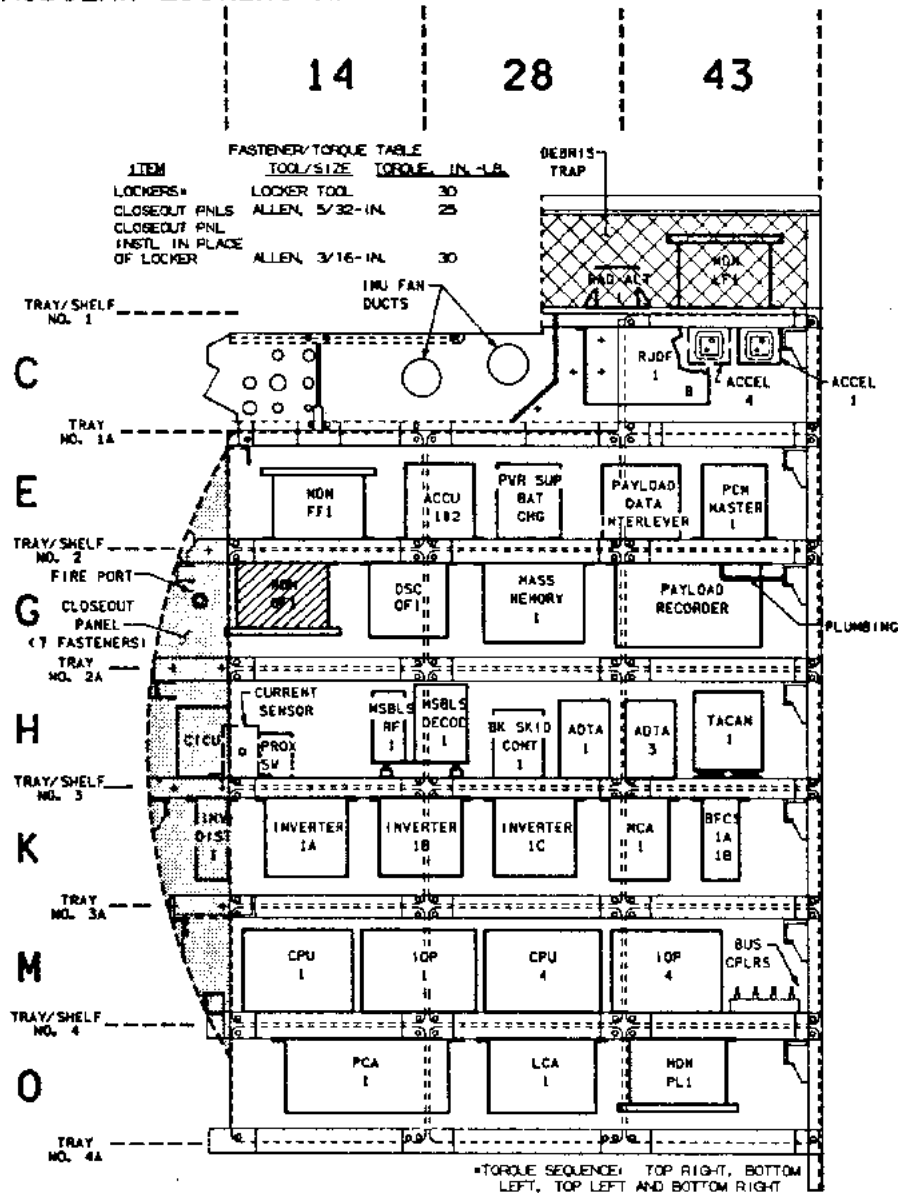 14 28 43
FASTENER/TORQUE TABLE
ITEM TOOL/SIZE TORQUE, IN.-LB.
LOCKERS* LOCKER TOOL 30
CLOSEOUT PNLS ALLEN, 5/32-IN. 25
CLOSEOUT PNL
INSTL IN PLACE
OF LOCKER ALLEN, 3/16-IN. 30
DEBRIS
TRAP
MDM
RAD ALT
1
TRAY/SHELF
NO. 1
IMU FAN
DUCTS
C
RJDF
1
B
ACCEL
4
ACCEL
1
TRAY
NO. 1A
E
MDM
FF1
ACCU
1&2
PWR SUP
BAT
CHG
PAYLOAD
DATA
INTERLEVER
PCM
MASTER
1
TRAY/SHELF
NO. 2
FIRE PORT
G
CLOSEOUT
PANEL
(7 FASTENERS)
MDM
OF1
DSC
OF1
MASS
MEMORY
1
PAYLOAD
RECORDER
PLUMBING
TRAY
NO. 2A
H
CURRENT
SENSOR
CICU
PROX
SW
MSBLS
RF
1
MSBLS
DECOD
1
BK SKID
CONT
1
ADTA
1
ADTA
3
TACAN
1
TRAY/SHELF
NO. 3
K
INV
DIST
1
INVERTER
1A
INVERTER
1B
INVERTER
1C
MCA
1
BFCS
1A
1B
TRAY
NO. 3A
M
CPU
1
IOP
1
CPU
4
IOP
4
BUS
CPLRS
TRAY/SHELF
NO. 4
O
PCA
1
LCA
1
MDM
PL1
TRAY
NO. 4A
*TORQUE SEQUENCE: TOP RIGHT, BOTTOM
LEFT, TOP LEFT AND BOTTOM RIGHT